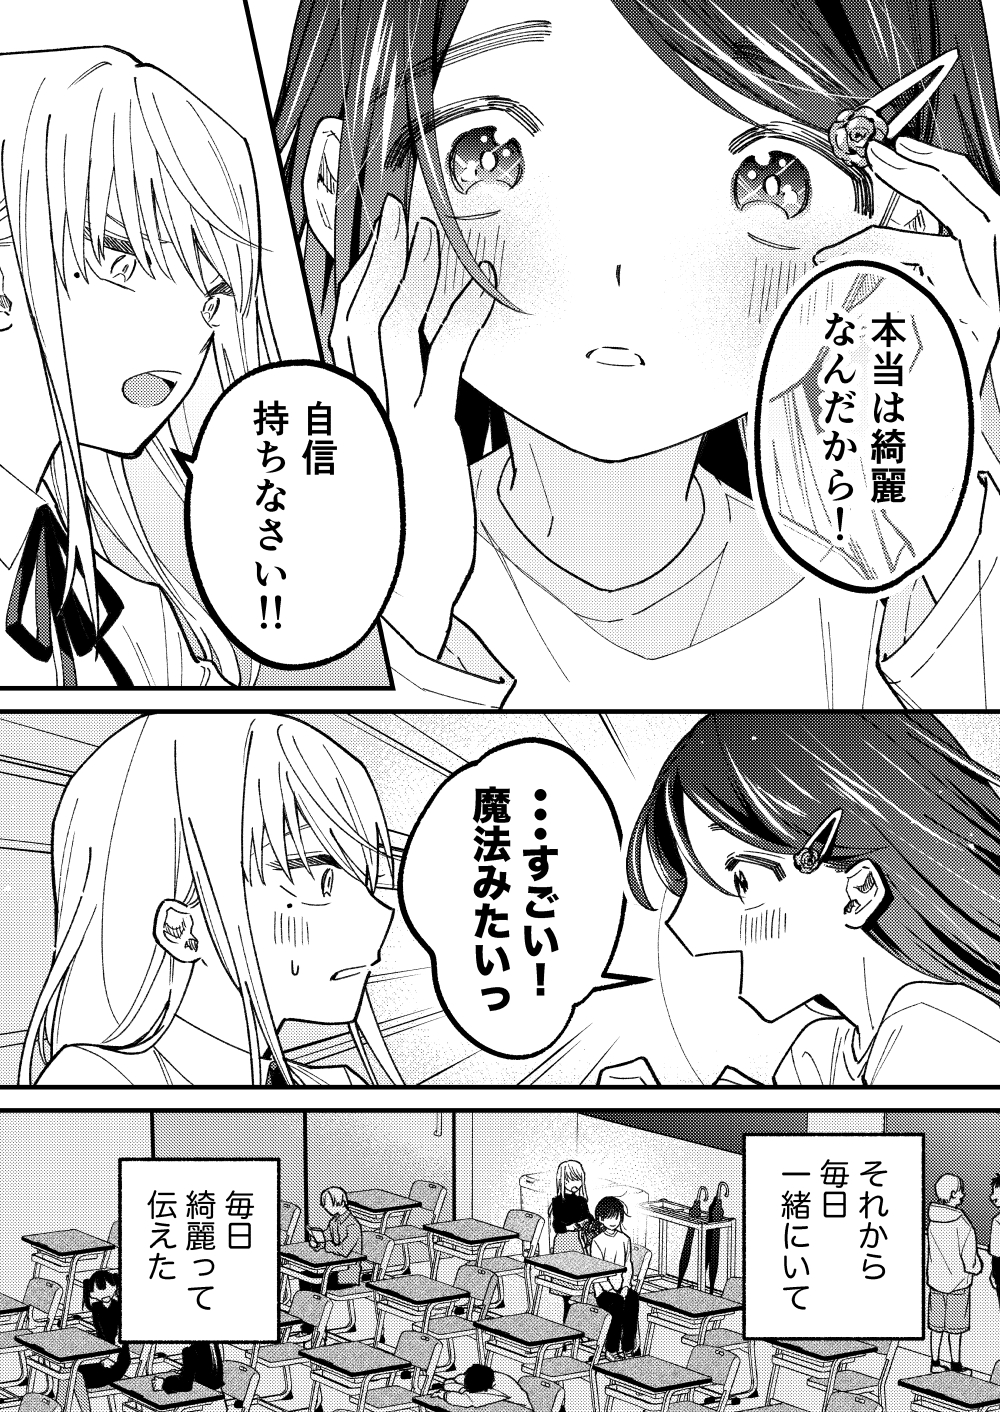 本当は綺麗
なんだから！
自信
持ちなさい!!
・・・すごい！
魔法みたいっ
それから
毎日
一緒にいて
毎日
綺麗って
伝えた